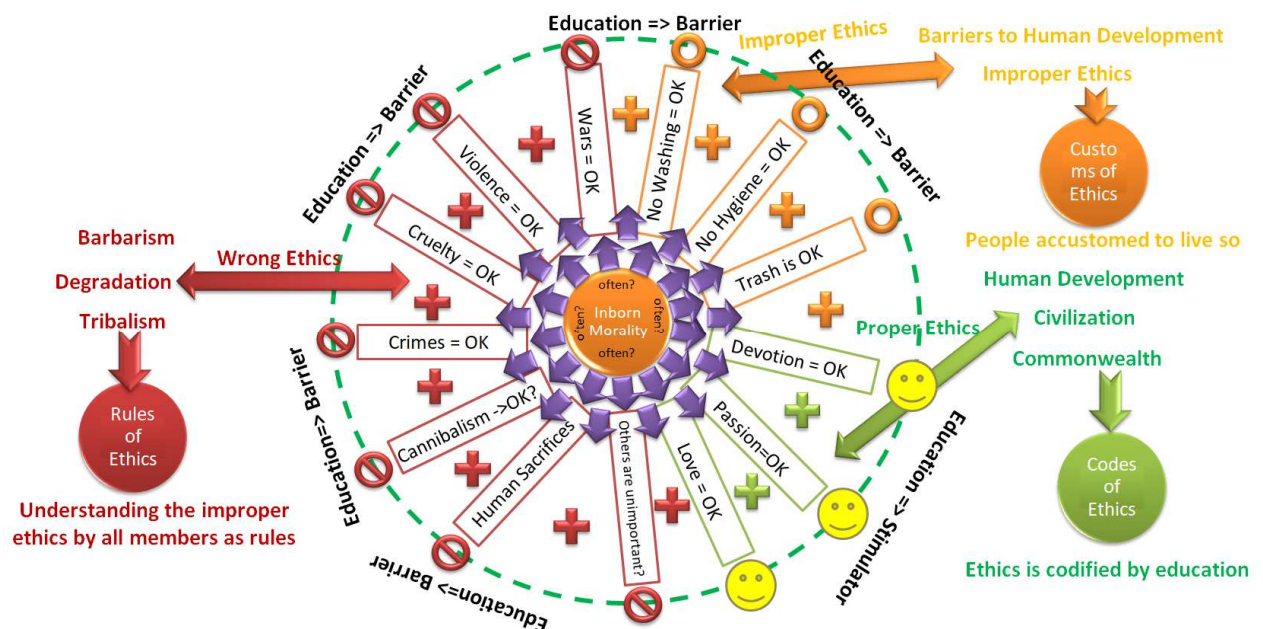 Education => Barrier
Improper Ethics
Barriers to Human Development
Improper Ethics
Education => Barrier
Custo
ms of
Ethics
People accustomed to live so
Education => Barrier
Wars = OK
No Washing = OK
No Hygiene = OK
Trash is OK
Violence = OK
Cruelty = OK
Crimes = OK
Cannibalism ->OK?
Human Sacrifices
Others are unimportant?
Love = OK
Passion=OK
Devotion = OK
often?
often?
often?
often?
Inborn
Morality
Barbarism
Wrong Ethics
Degradation
Tribalism
Rules
of
Ethics
Understanding the improper
ethics by all members as rules
Education=> Barrier
Education=> Barrier
Human Development
Proper Ethics
Civilization
Commonwealth
Education => Stimulator
Codes
of
Ethics
Ethics is codified by education